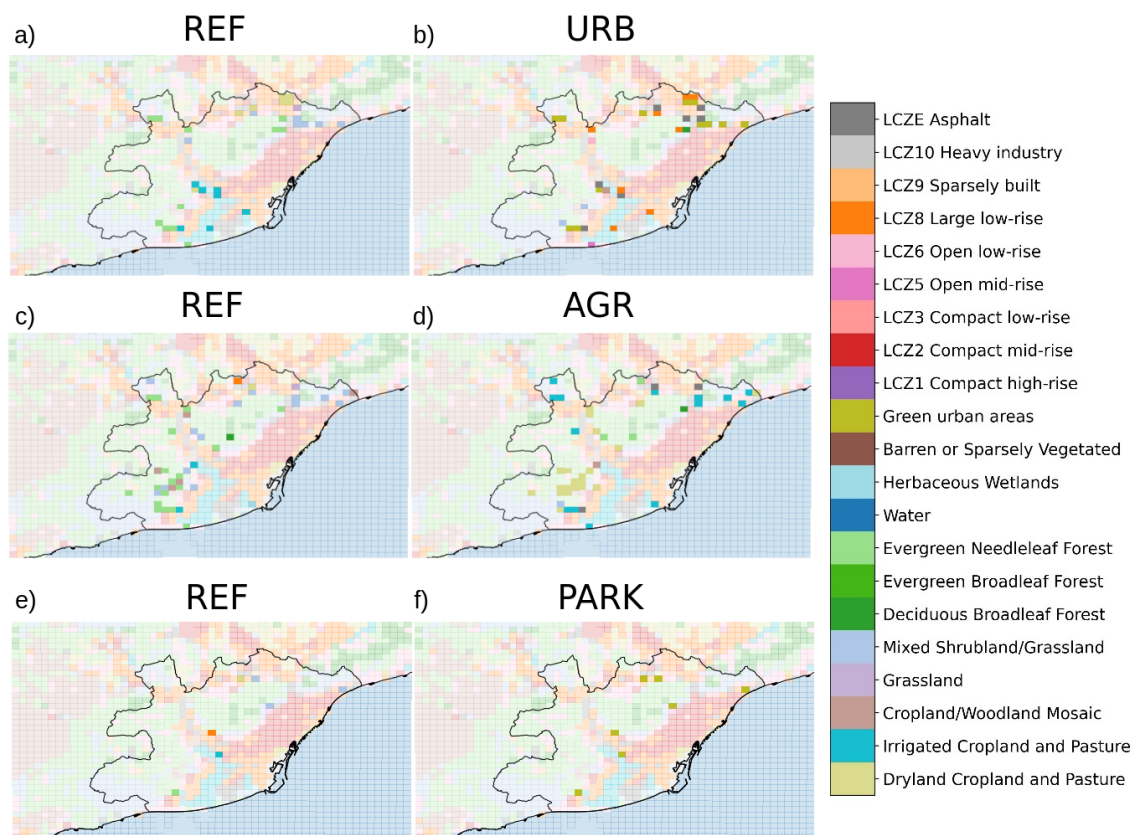 a) REF b) URB
c) REF d) AGR
e) REF f) PARK
LCZE Asphalt
LCZ10 Heavy industry
LCZ9 Sparsely built
LCZ8 Large low-rise
LCZ6 Open low-rise
LCZ5 Open mid-rise
LCZ3 Compact low-rise
LCZ2 Compact mid-rise
LCZ1 Compact high-rise
Green urban areas
Barren or Sparsely Vegetated
Herbaceous Wetlands
Water
Evergreen Needleleaf Forest
Evergreen Broadleaf Forest
Deciduous Broadleaf Forest
Mixed Shrubland/Grassland
Grassland
Cropland/Woodland Mosaic
Irrigated Cropland and Pasture
Dryland Cropland and Pasture